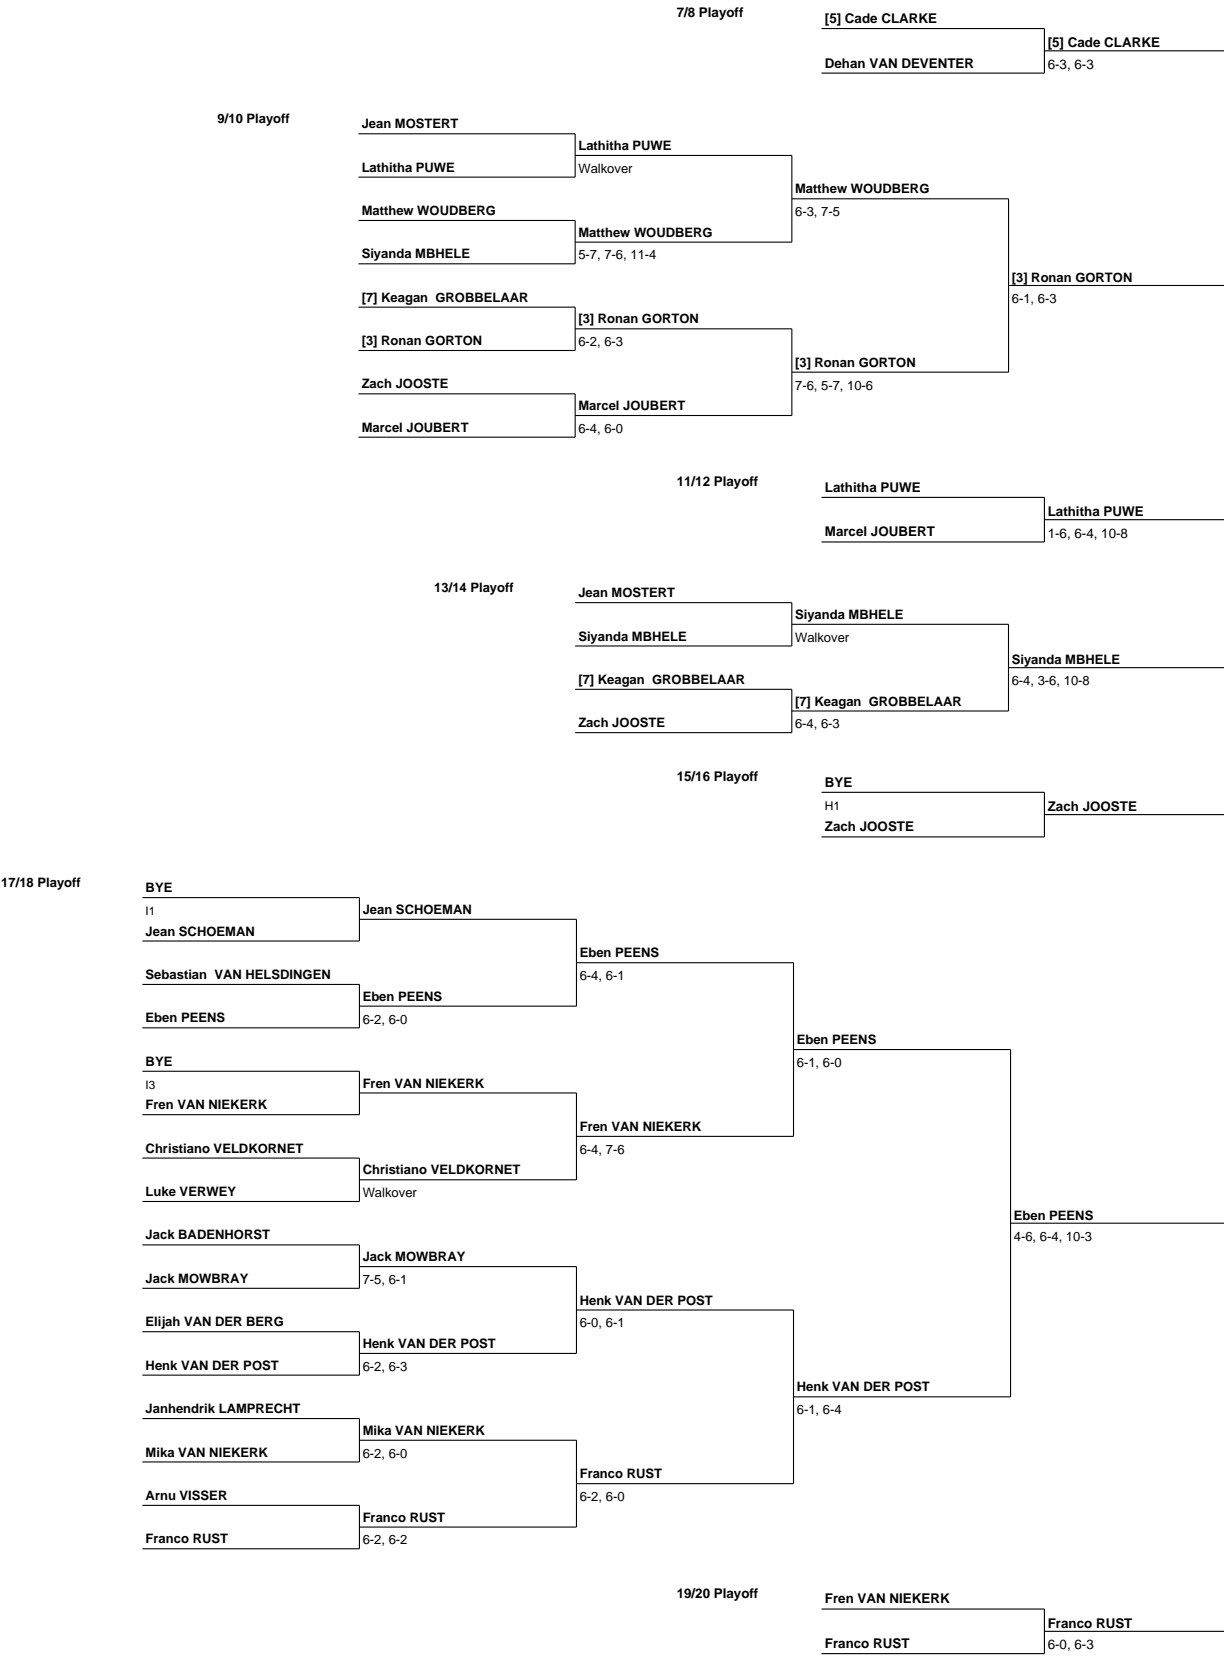 7/8 Playoff
[5] Cade CLARKE
[5] Cade CLARKE
Dehan VAN DEVENTER
6-3, 6-3
9/10 Playoff
Jean MOSTERT
Lathitha PUWE
Lathitha PUWE
Walkover
Matthew WOUDBERG
Matthew WOUDBERG
6-3, 7-5
Matthew WOUDBERG
Siyanda MBHELE
5-7, 7-6, 11-4
[3] Ronan GORTON
[7] Keagan  GROBBELAAR
6-1, 6-3
[3] Ronan GORTON
[3] Ronan GORTON
6-2, 6-3
[3] Ronan GORTON
Zach JOOSTE
7-6, 5-7, 10-6
Marcel JOUBERT
Marcel JOUBERT
6-4, 6-0
11/12 Playoff
Lathitha PUWE
Lathitha PUWE
Marcel JOUBERT
1-6, 6-4, 10-8
13/14 Playoff
Jean MOSTERT
Siyanda MBHELE
Siyanda MBHELE
Walkover
Siyanda MBHELE
[7] Keagan  GROBBELAAR
6-4, 3-6, 10-8
[7] Keagan  GROBBELAAR
Zach JOOSTE
6-4, 6-3
15/16 Playoff
BYE
H1
Zach JOOSTE
Zach JOOSTE
17/18 Playoff
BYE
I1
Jean SCHOEMAN
Jean SCHOEMAN
Eben PEENS
Sebastian  VAN HELSDINGEN
6-4, 6-1
Eben PEENS
Eben PEENS
6-2, 6-0
Eben PEENS
BYE
6-1, 6-0
I3
Fren VAN NIEKERK
Fren VAN NIEKERK
Fren VAN NIEKERK
Christiano VELDKORNET
6-4, 7-6
Christiano VELDKORNET
Luke VERWEY
Walkover
Eben PEENS
Jack BADENHORST
4-6, 6-4, 10-3
Jack MOWBRAY
Jack MOWBRAY
7-5, 6-1
Henk VAN DER POST
Elijah VAN DER BERG
6-0, 6-1
Henk VAN DER POST
Henk VAN DER POST
6-2, 6-3
Henk VAN DER POST
Janhendrik LAMPRECHT
6-1, 6-4
Mika VAN NIEKERK
Mika VAN NIEKERK
6-2, 6-0
Franco RUST
Arnu VISSER
6-2, 6-0
Franco RUST
Franco RUST
6-2, 6-2
19/20 Playoff
Fren VAN NIEKERK
Franco RUST
Franco RUST
6-0, 6-3